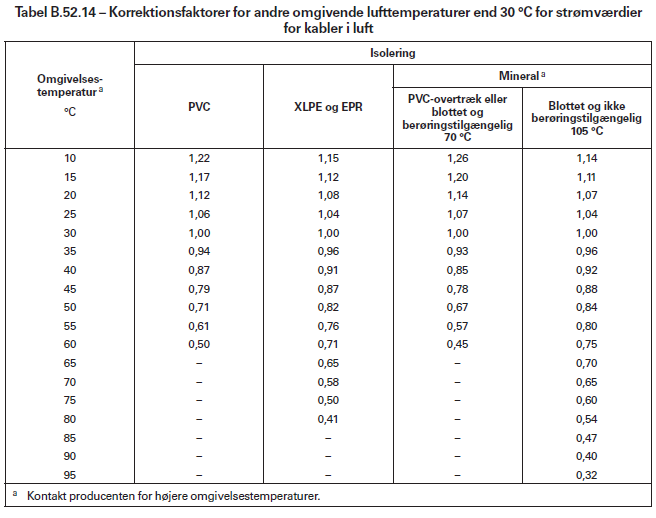 Tabel B.52.14 – Korrektionsfaktorer for andre omgivende lufttemperaturer end 30 ºC for strømværdier
for kabler i luft
Omgivelses-
temperatur a
ºC
Isolering
PVC
XLPE og EPR
Mineral a
PVC-overtræk eller
blottet og
berøringstilgængelig
70 ºC
Blottet og ikke
berøringstilgængelig
105 ºC
10 1,22 1,15 1,26 1,14
15 1,17 1,12 1,20 1,11
20 1,12 1,08 1,14 1,07
25 1,06 1,04 1,07 1,04
30 1,00 1,00 1,00 1,00
35 0,94 0,96 0,93 0,96
40 0,87 0,91 0,85 0,92
45 0,79 0,87 0,78 0,88
50 0,71 0,82 0,67 0,84
55 0,61 0,76 0,57 0,80
60 0,50 0,71 0,45 0,75
65 – 0,65 – 0,70
70 – 0,58 – 0,65
75 – 0,50 – 0,60
80 – 0,41 – 0,54
85 – – – 0,47
90 – – – 0,40
95 – – – 0,32
a Kontakt producenten for højere omgivelsestemperaturer.